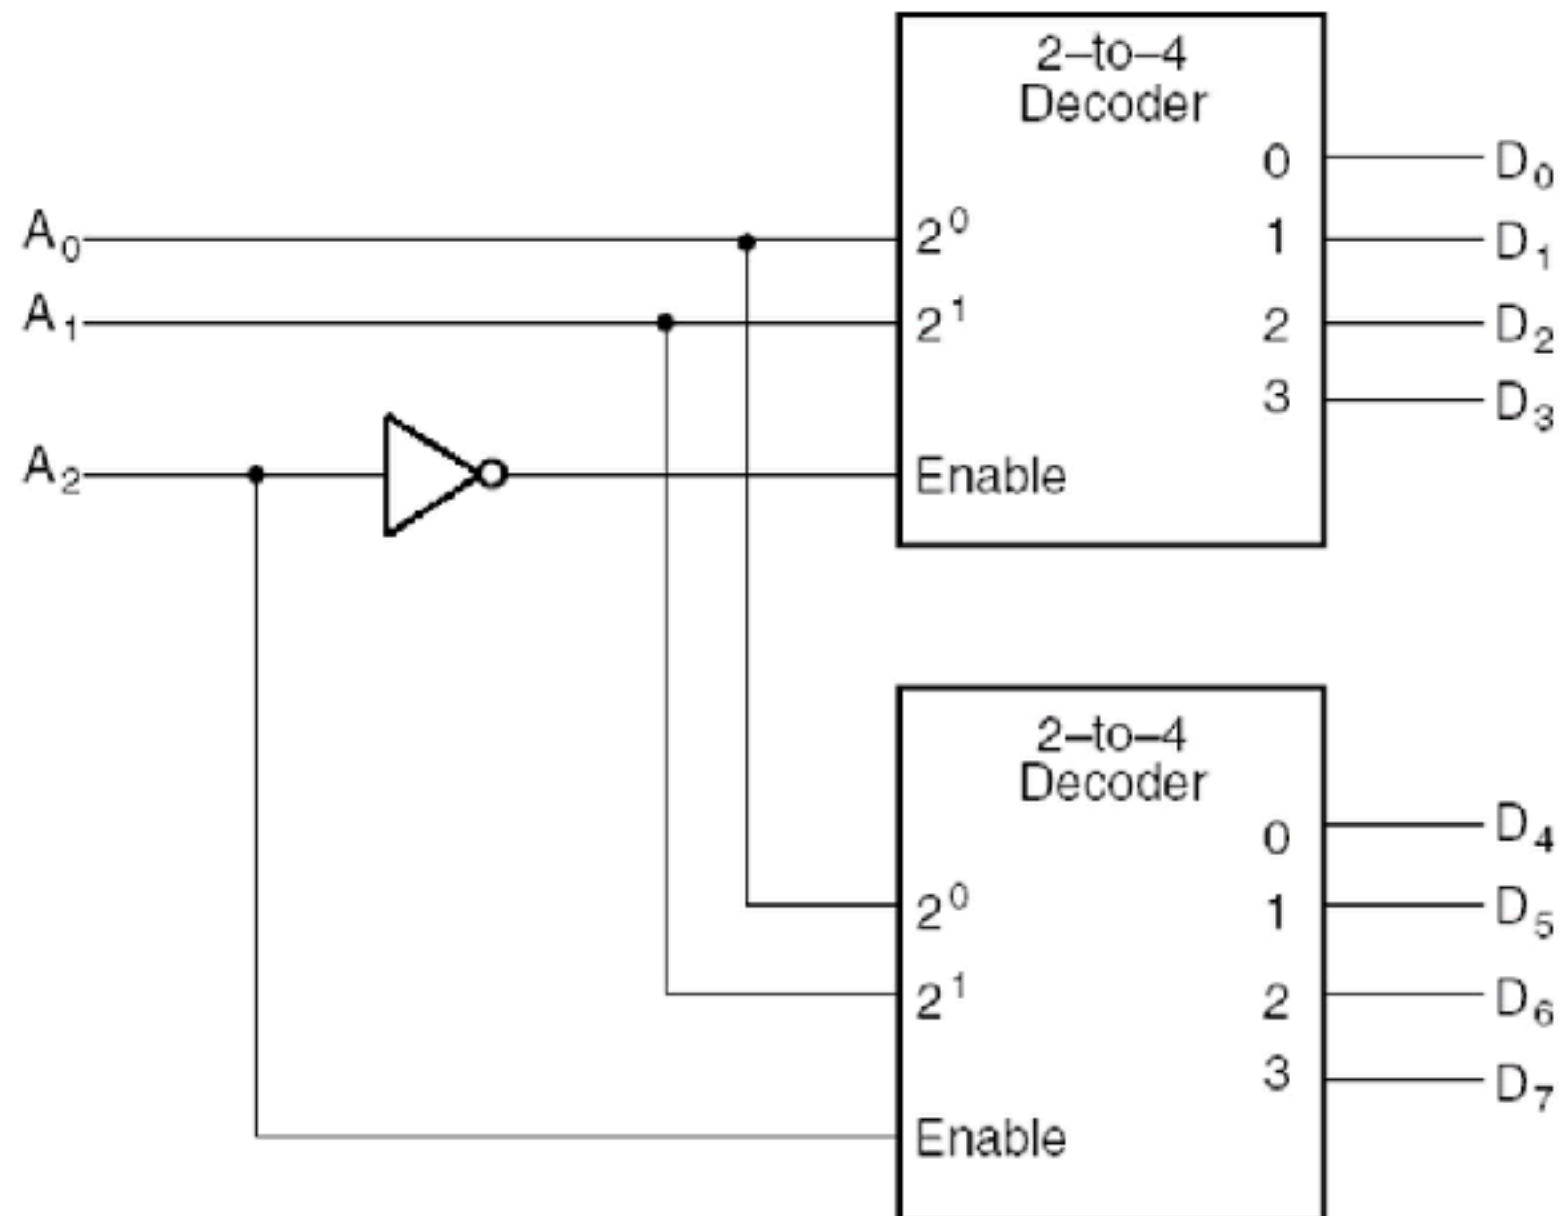 2–to–4
Decoder
0
D0
A0
2^0
1
D1
A1
2^1
2
D2
3
D3
A2
Enable
2–to–4
Decoder
0
D4
2^0
1
D5
2^1
2
D6
3
D7
Enable